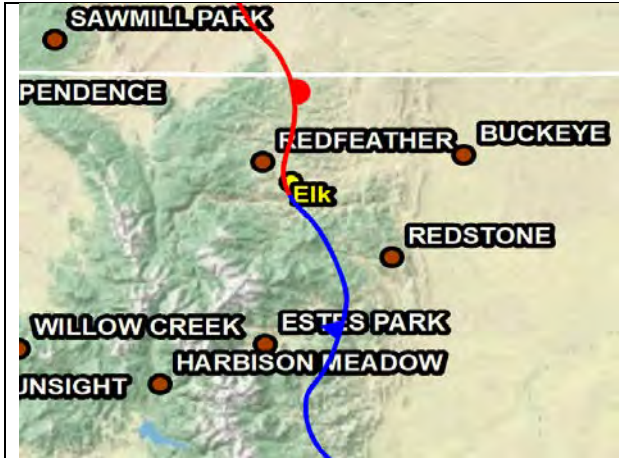 SAWMILL PARK
PENDENCE
REDFEATHER
BUCKEYE
Elk
REDSTONE
WILLOW CREEK
ESTES PARK
HARBISON MEADOW
UNSIGHT